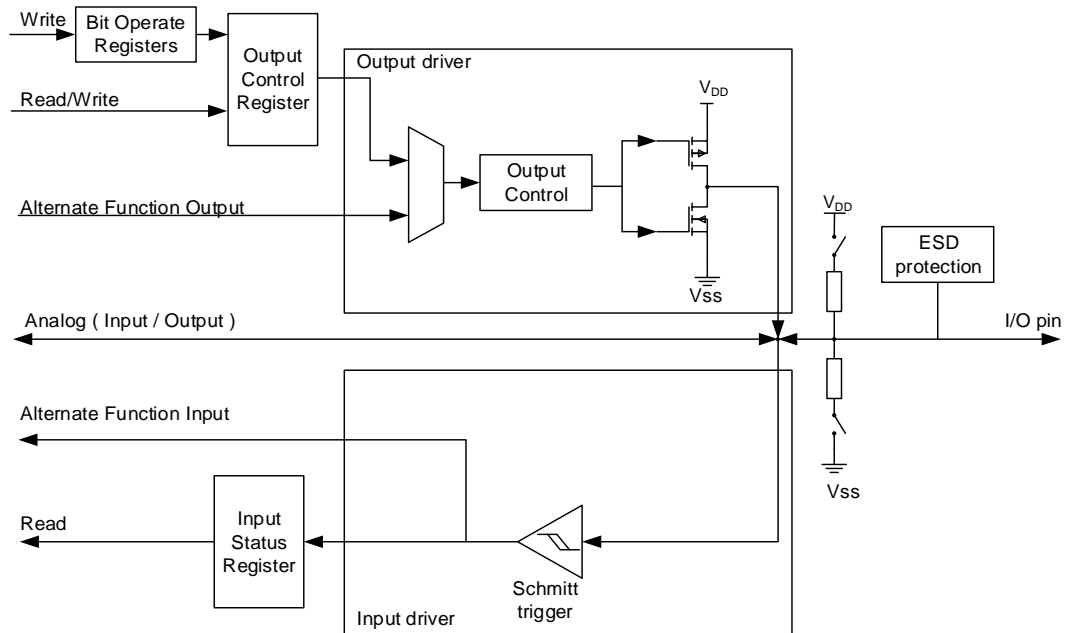 Write
Bit Operate
Registers
Output
Control
Register
Read/Write
Output driver
VDD
Output
Control
Alternate Function Output
Vss
VDD
ESD
protection
Analog ( Input / Output )
I/O pin
Alternate Function Input
Vss
Read
Input
Status
Register
Schmitt
trigger
Input driver